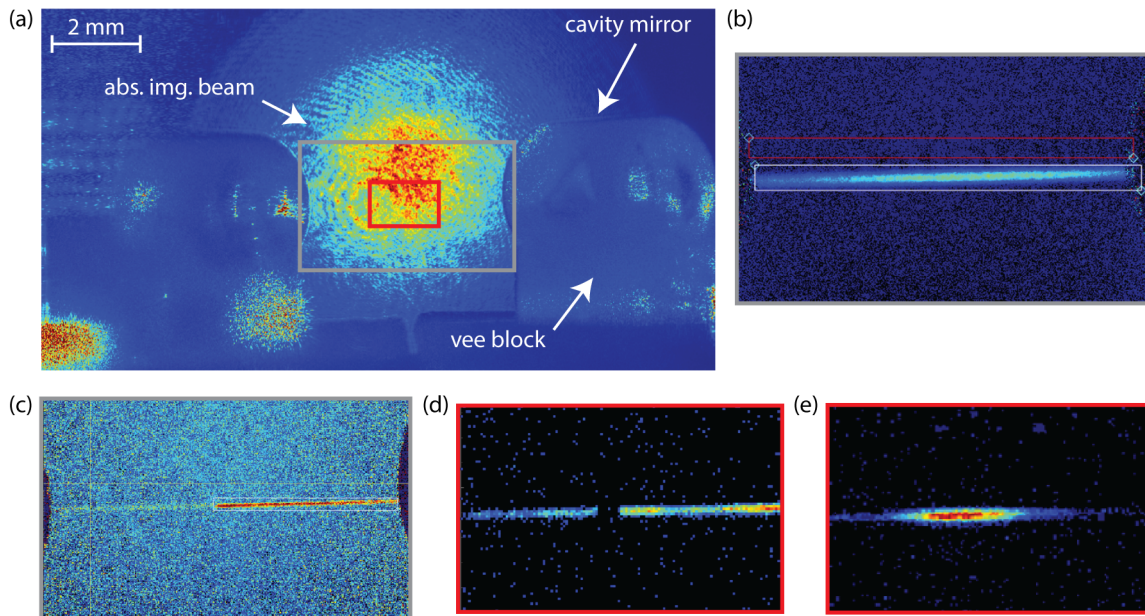 (a)
2 mm
abs. img. beam
cavity mirror
vee block
(b)
(c)
(d)
(e)